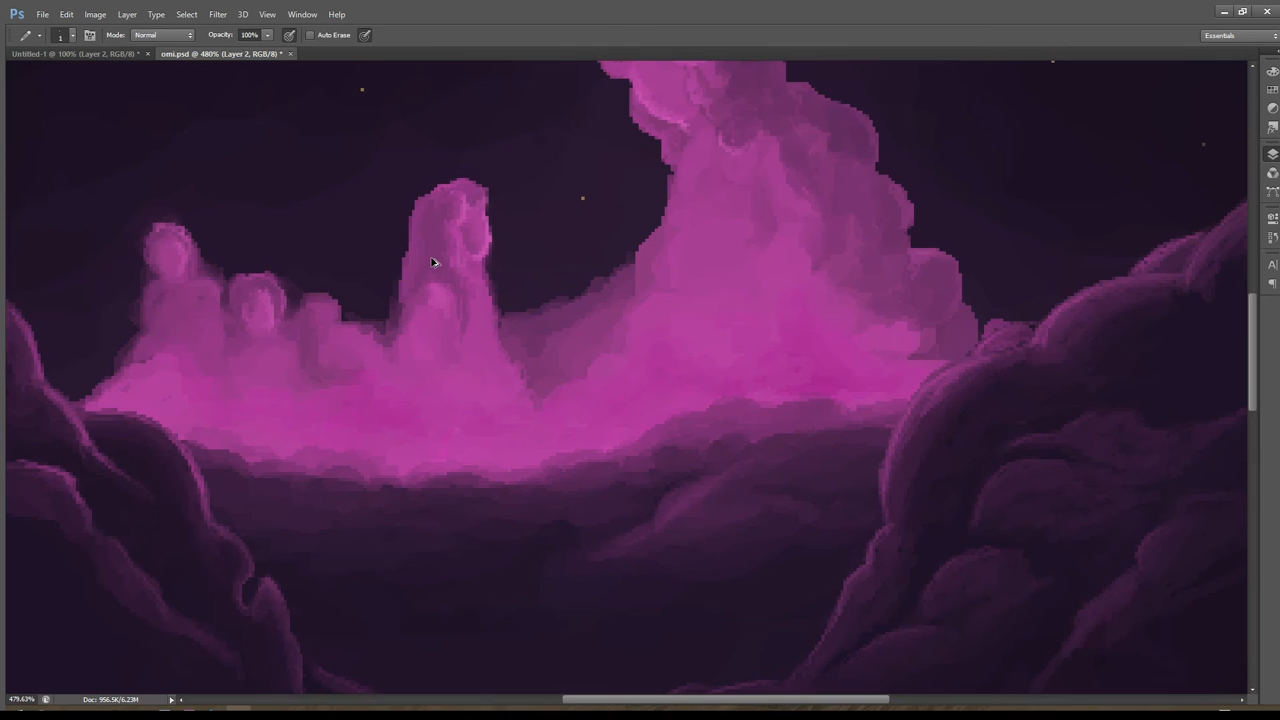 Ps File Edit Image Layer Type Select Filter 3D View Window Help
1 Mode: Normal Opacity: 100% Auto Erase Essentials
Untitled-1 @ 100% (Layer 2, RGB/8) * × omi.psd @ 480% (Layer 2, RGB/8) * ×
A
479.63% Doc: 956.5K/6.23M